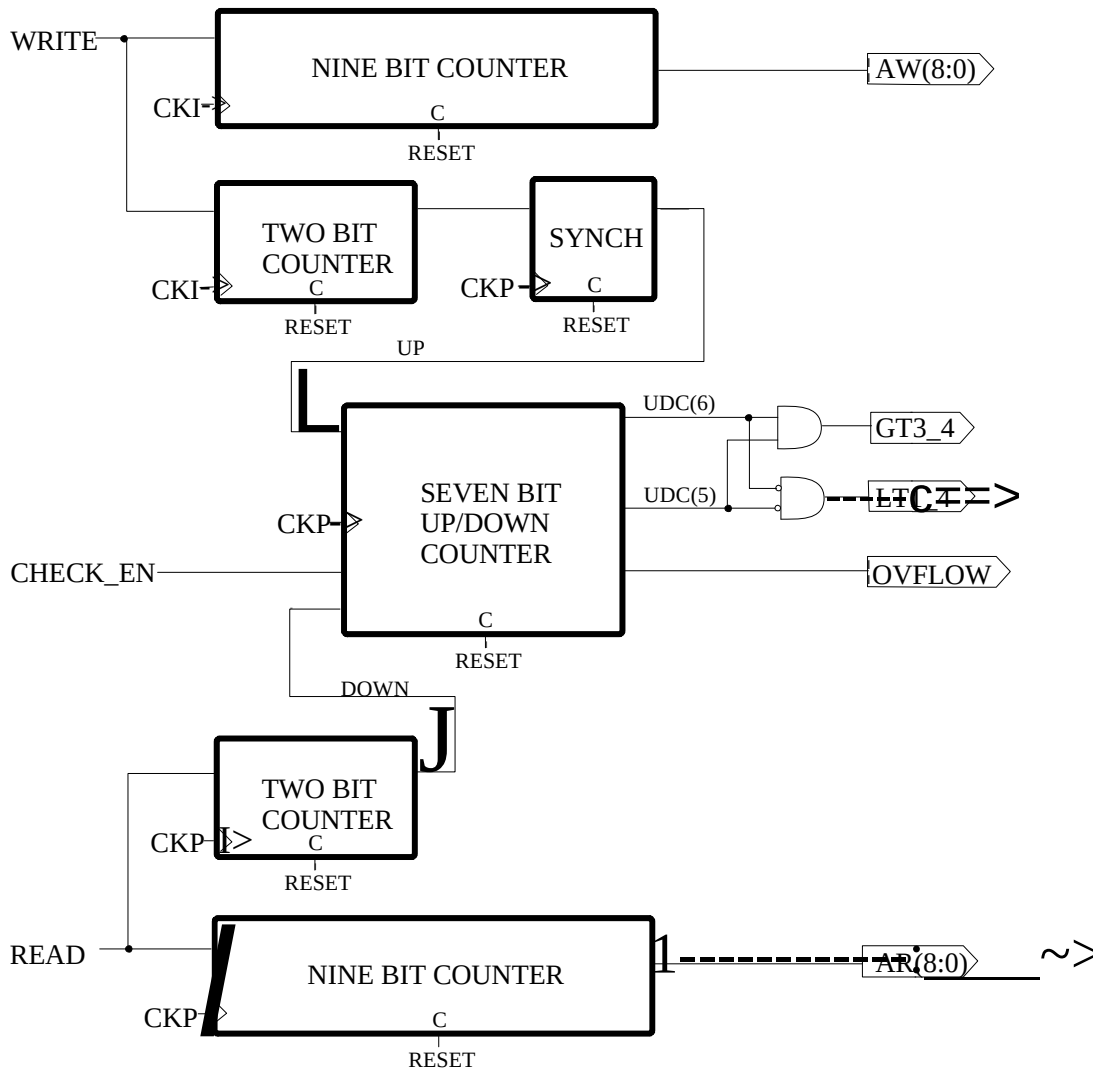 WRITE
NINE BIT COUNTER
AW(8:0)
CKI
C
RESET
TWO BIT
COUNTER
SYNCH
CKI
C
CKP
C
RESET
RESET
UP
L
UDC(6)
GT3_4
SEVEN BIT
UP/DOWN
COUNTER
UDC(5)
c==>
CKP
CHECK_EN
OVFLOW
C
RESET
DOWN
J
TWO BIT
COUNTER
CKP
I>
C
RESET
READ
NINE BIT COUNTER
1
AR(8:0)
~>
CKP
/
C
RESET